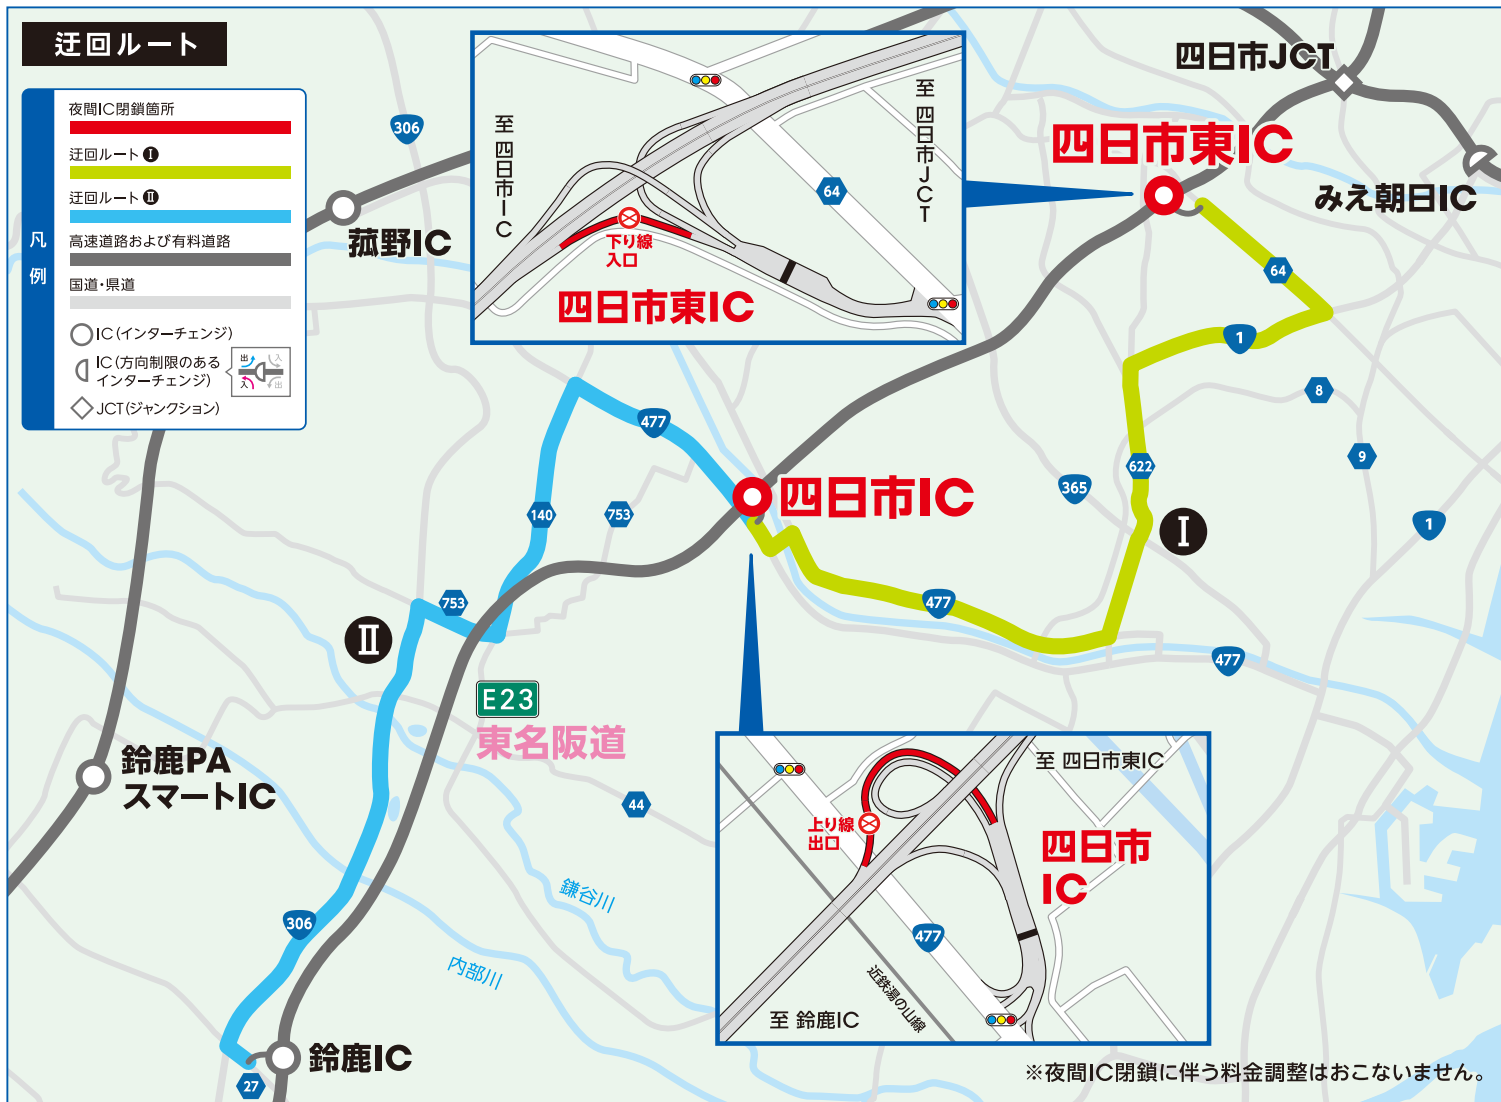 迂回ルート
凡例
夜間IC閉鎖箇所
迂回ルートⅠ
迂回ルートⅡ
高速道路および有料道路
国道・県道
IC(インターチェンジ)
IC(方向制限のある
インターチェンジ)
出
入
入
出
JCT(ジャンクション)
306
菰野IC
至 四日市IC
至 四日市JCT
64
下り線
入口
四日市東IC
四日市JCT
四日市東IC
みえ朝日IC
64
1
8
9
622
365
1
Ⅰ
477
四日市IC
140
753
753
Ⅱ
477
477
E23
東名阪道
鈴鹿PA
スマートIC
44
鎌谷川
内部川
306
鈴鹿IC
27
至 四日市東IC
上り線
出口
四日市
IC
477
近鉄湯の山線
至 鈴鹿IC
※夜間IC閉鎖に伴う料金調整はおこないません。